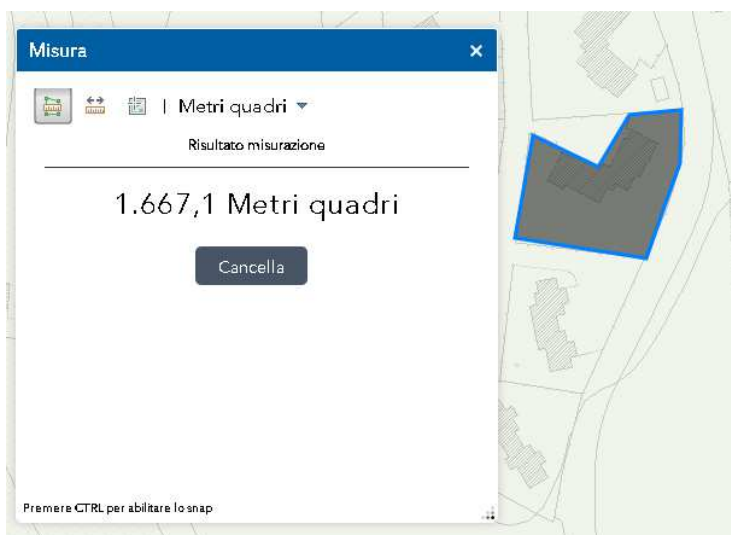 Misura
| Metri quadri
Risultato misurazione
1.667,1 Metri quadri
Cancella
Premere CTRL per abilitare lo snap